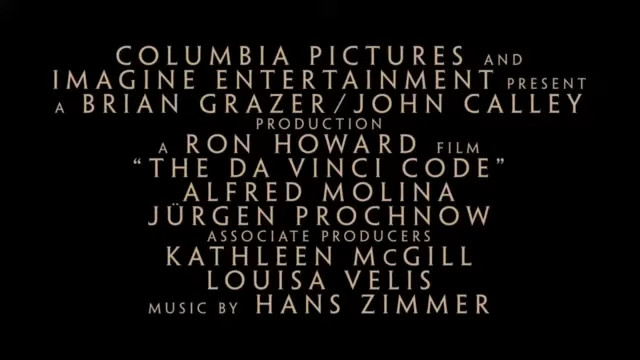 COLUMBIA PICTURES AND
IMAGINE ENTERTAINMENT PRESENT
A BRIAN GRAZER/JOHN CALLEY
PRODUCTION
A RON HOWARD FILM
"THE DA VINCI CODE"
ALFRED MOLINA
JÜRGEN PROCHNOW
ASSOCIATE PRODUCERS
KATHLEEN McGILL
LOUISA VELIS
MUSIC BY HANS ZIMMER